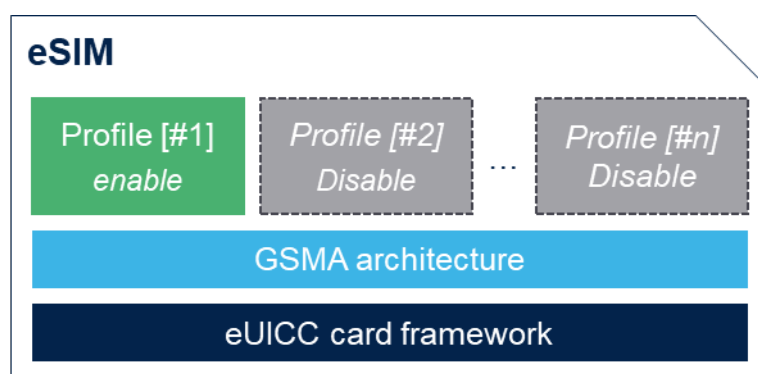 eSIM
Profile [#1]
enable
Profile [#2]
Disable
...
Profile [#n]
Disable
GSMA architecture
eUICC card framework